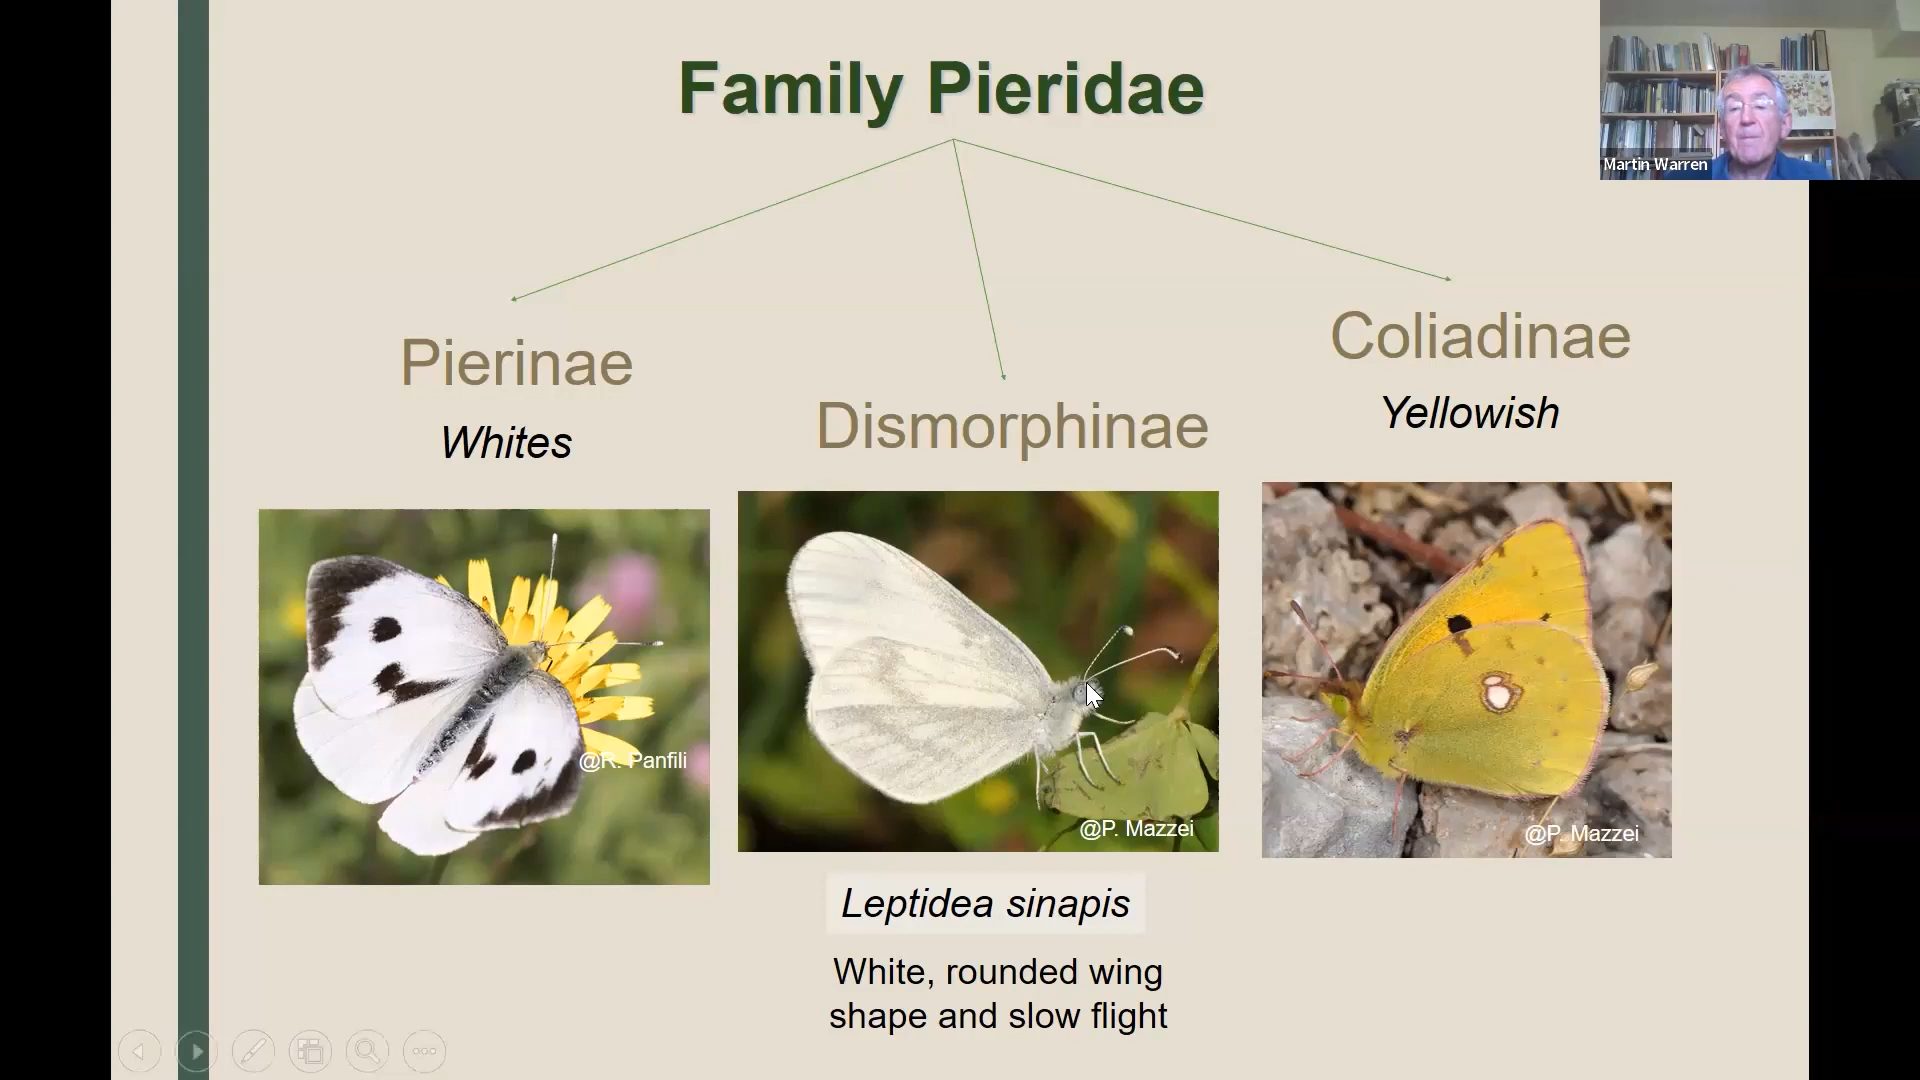 Family Pieridae
Martin Warren
Pierinae
Whites
Dismorphinae
Coliadinae
Yellowish
@R. Panfili
@P. Mazzei
@P. Mazzei
Leptidea sinapis
White, rounded wing
shape and slow flight